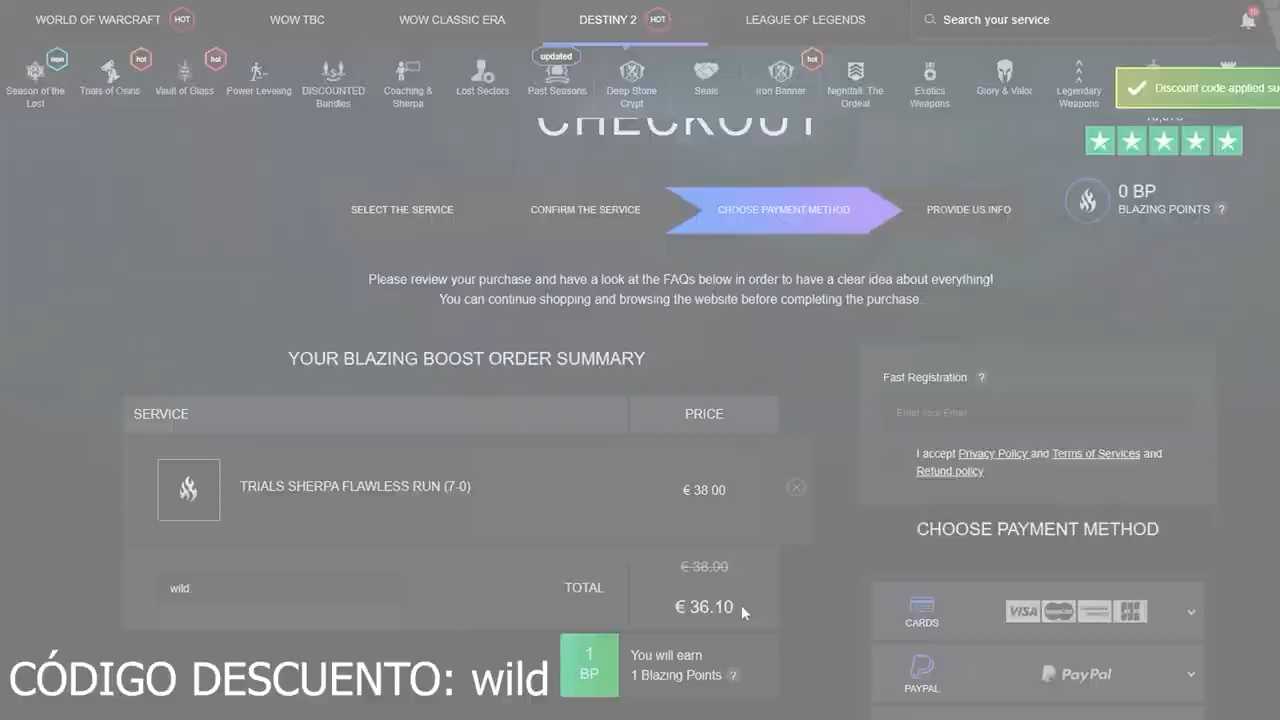 WORLD OF WARCRAFT HOT
WOW TBC
WOW CLASSIC ERA
DESTINY 2 HOT
LEAGUE OF LEGENDS
Search your service
new
hot
hot
updated
hot
Season of the
Lost
Trials of Osiris
Vault of Glass
Power Leveling
DISCOUNTED
Bundles
Coaching &
Sherpa
Lost Sectors
Past Seasons
Deep Stone
Crypt
Seals
Iron Banner
Nightfall: The
Ordeal
Exotics
Weapons
Glory & Valor
Legendary
Weapons
Discount code applied su
CHECKOUT
SELECT THE SERVICE
CONFIRM THE SERVICE
CHOOSE PAYMENT METHOD
PROVIDE US INFO
0 BP
BLAZING POINTS ?
Please review your purchase and have a look at the FAQs below in order to have a clear idea about everything!
You can continue shopping and browsing the website before completing the purchase.
YOUR BLAZING BOOST ORDER SUMMARY
SERVICE
PRICE
TRIALS SHERPA FLAWLESS RUN (7-0)
€ 38 00
wild
TOTAL
€ 38.00
€ 36.10
1
BP
You will earn
1 Blazing Points ?
Fast Registration ?
Enter your Email
I accept Privacy Policy and Terms of Services and
Refund policy
CHOOSE PAYMENT METHOD
CARDS
VISA
PAYPAL
PayPal
CÓDIGO DESCUENTO: wild